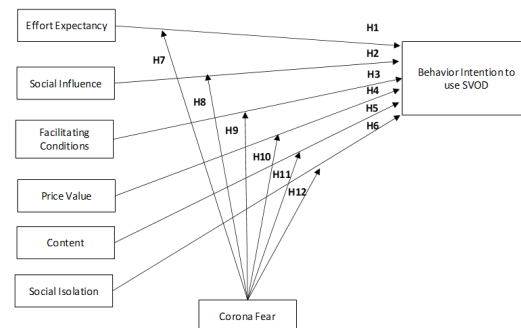 Effort Expectancy
H1
H2
Behavior Intention to
use SVOD
H7
Social Influence
H3
H8
H4
H5
Facilitating
Conditions
H9
H6
H10
Price Value
H11
H12
Content
Social Isolation
Corona Fear